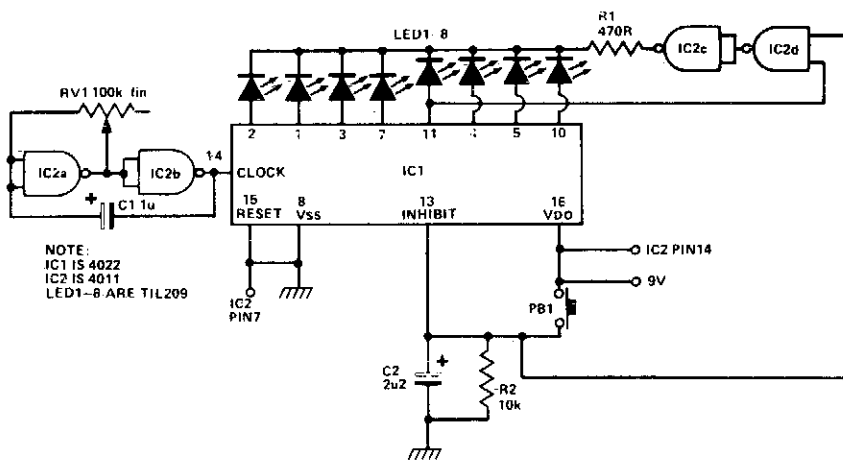 R1
470R
LED1-8
IC2c
IC2d
RV1 100k lin
2
1
3
7
11
4
5
10
IC2a
IC2b
14
CLOCK
IC1
C1 1u
15
RESET
8
VSS
13
INHIBIT
16
VDD
NOTE:
IC1 IS 4022
IC2 IS 4011
LED1-8 ARE TIL209
IC2
PIN7
IC2 PIN14
9V
PB1
C2
2u2
R2
10k